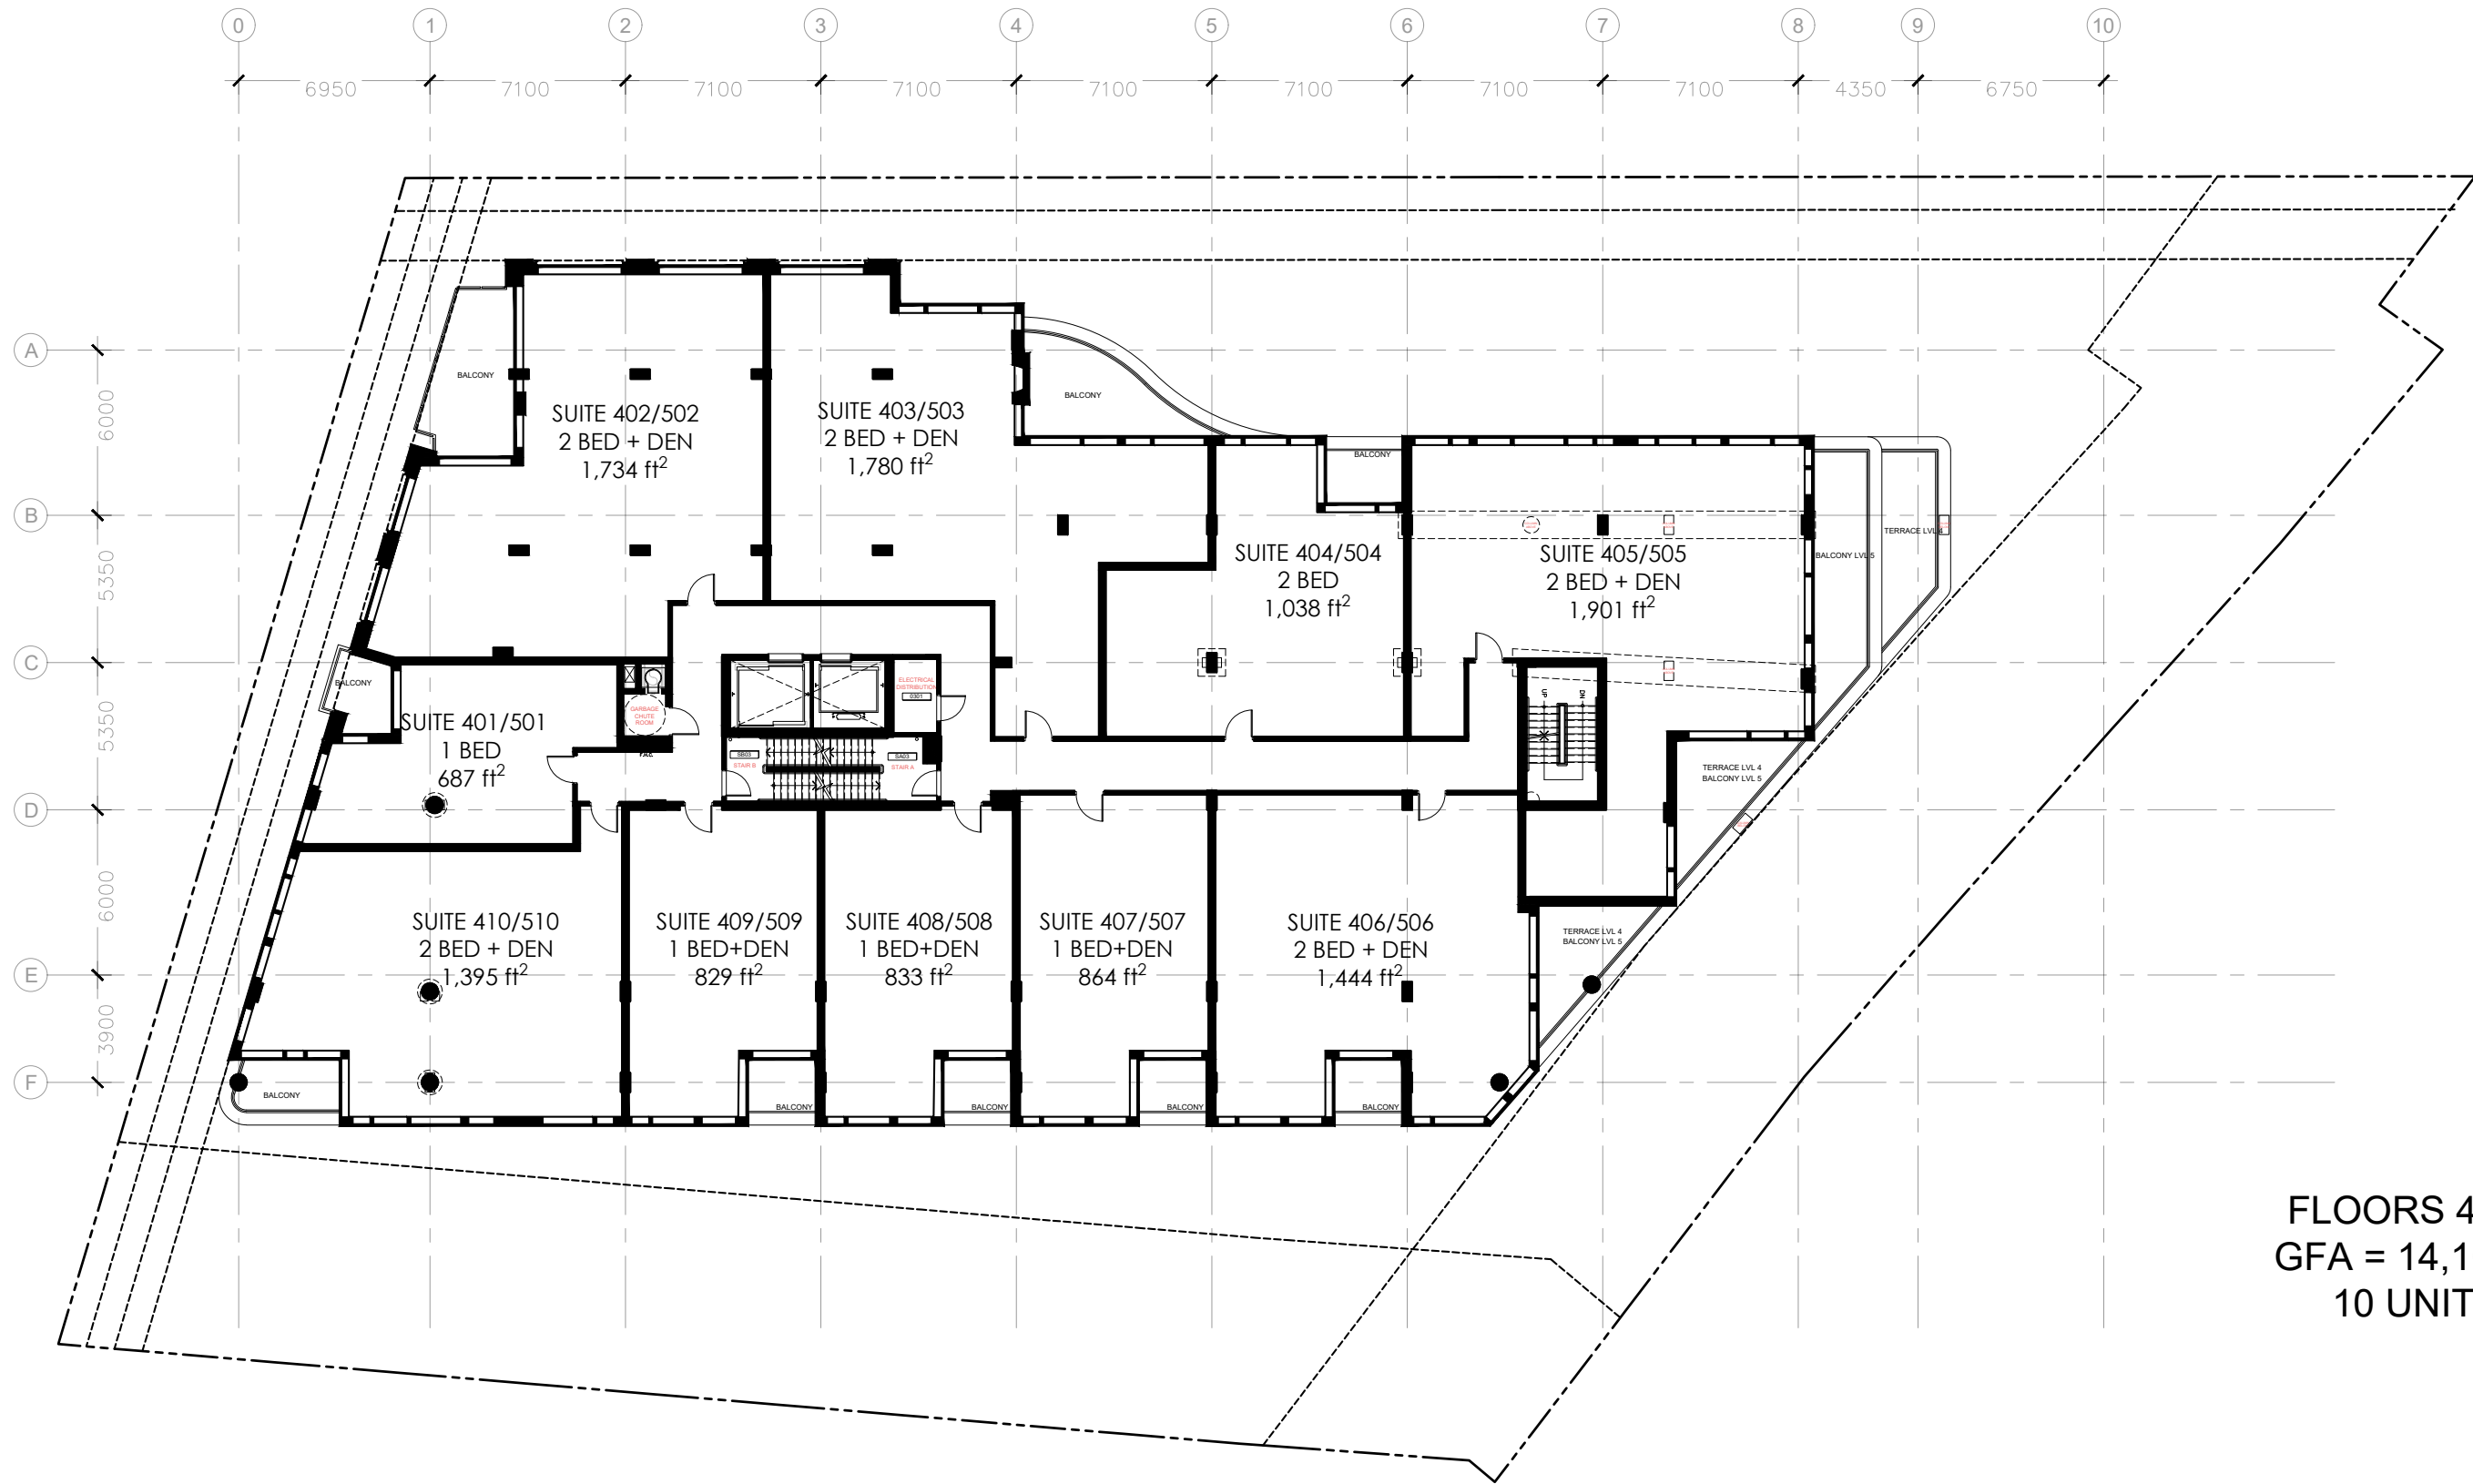 0 1 2 3 4 5 6 7 8 9 10
6950 7100 7100 7100 7100 7100 7100 7100 4350 6750
A
B
C
D
E
F
6000
5350
5350
6000
3900
BALCONY
SUITE 402/502
2 BED + DEN
1,734 ft²
SUITE 403/503
2 BED + DEN
1,780 ft²
BALCONY
BALCONY
SUITE 404/504
2 BED
1,038 ft²
SUITE 405/505
2 BED + DEN
1,901 ft²
BALCONY LVL 5
TERRACE LVL 4
BALCONY
SUITE 401/501
1 BED
687 ft²
GARBAGE
CHUTE
ROOM
ELECTRICAL
DISTRIBUTION
0301
SB03
STAIR B
SA03
STAIR A
UP
DN
TERRACE LVL 4
BALCONY LVL 5
SUITE 410/510
2 BED + DEN
1,395 ft²
SUITE 409/509
1 BED+DEN
829 ft²
SUITE 408/508
1 BED+DEN
833 ft²
SUITE 407/507
1 BED+DEN
864 ft²
SUITE 406/506
2 BED + DEN
1,444 ft²
TERRACE LVL 4
BALCONY LVL 5
BALCONY
BALCONY
BALCONY
BALCONY
BALCONY
FLOORS 4
GFA = 14,1
10 UNIT